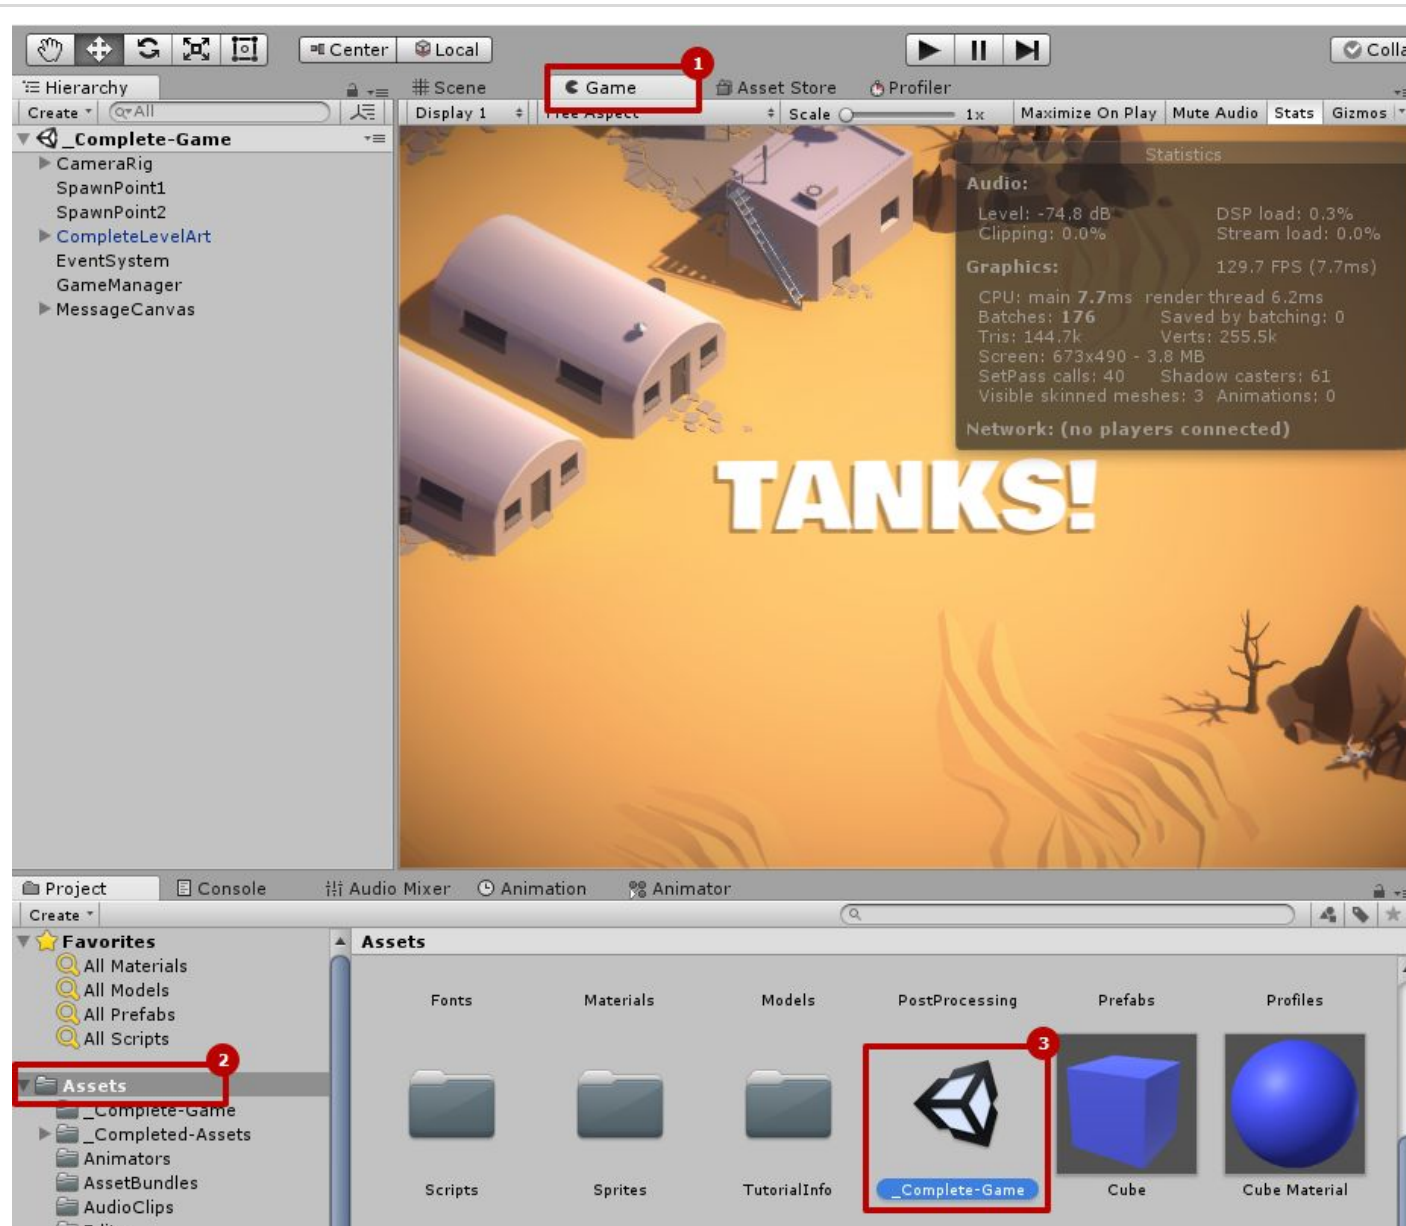 Center Local Colla
1
Hierarchy
Scene Game Asset Store Profiler
Create All
Display 1 Free Aspect Scale 1x Maximize On Play Mute Audio Stats Gizmos
_Complete-Game
CameraRig
SpawnPoint1
SpawnPoint2
CompleteLevelArt
EventSystem
GameManager
MessageCanvas
Statistics
Audio:
Level: -74.8 dB DSP load: 0.3%
Clipping: 0.0% Stream load: 0.0%
Graphics: 129.7 FPS (7.7ms)
CPU: main 7.7ms render thread 6.2ms
Batches: 176 Saved by batching: 0
Tris: 144.7k Verts: 255.5k
Screen: 673x490 - 3.8 MB
SetPass calls: 40 Shadow casters: 61
Visible skinned meshes: 3 Animations: 0
Network: (no players connected)
TANKS!
Project Console Audio Mixer Animation Animator
Create
Favorites
All Materials
All Models
All Prefabs
All Scripts
2
Assets
_Complete-Game
_Completed-Assets
Animators
AssetBundles
AudioClips
Assets
Fonts Materials Models PostProcessing Prefabs Profiles
3
Scripts Sprites TutorialInfo _Complete-Game Cube Cube Material